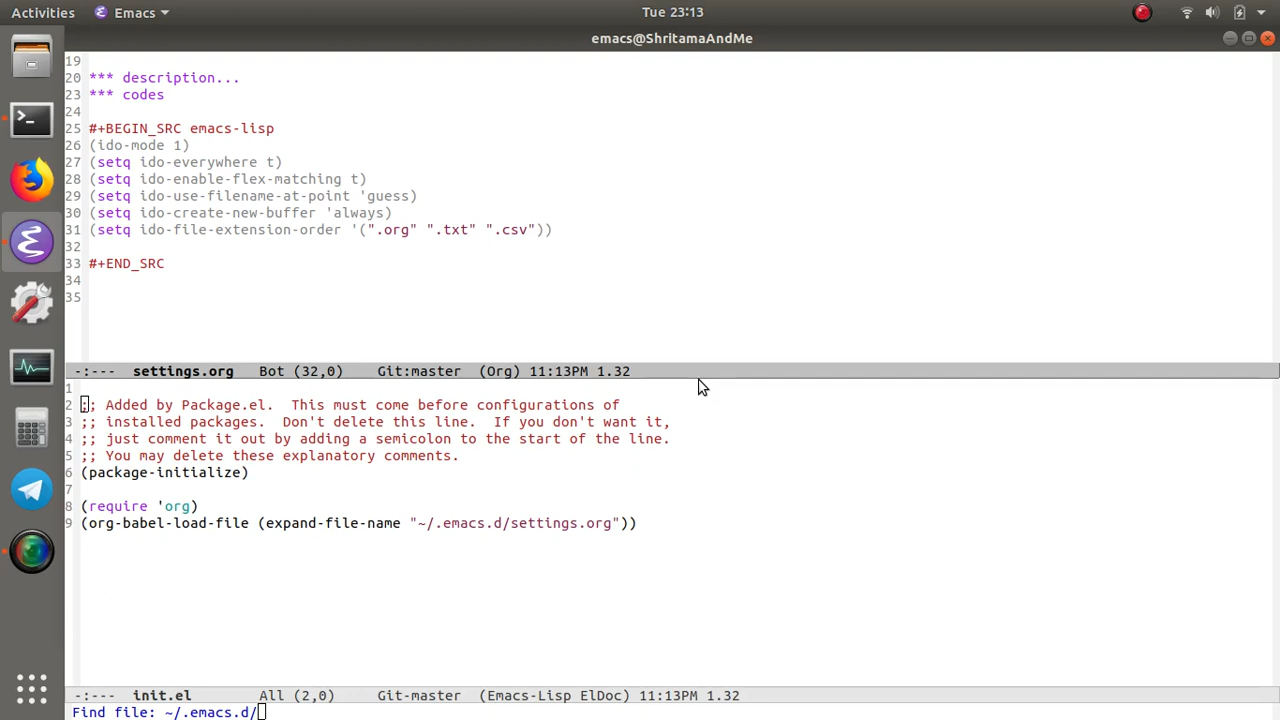 Activities
Emacs
Tue 23:13
emacs@ShritamaAndMe
19
20 *** description...
23 *** codes
24
25 #+BEGIN_SRC emacs-lisp
26 (ido-mode 1)
27 (setq ido-everywhere t)
28 (setq ido-enable-flex-matching t)
29 (setq ido-use-filename-at-point 'guess)
30 (setq ido-create-new-buffer 'always)
31 (setq ido-file-extension-order '(".org" ".txt" ".csv"))
32
33 #+END_SRC
34
35
-:--- settings.org Bot (32,0) Git:master (Org) 11:13PM 1.32
1
2 ;; Added by Package.el. This must come before configurations of
3 ;; installed packages. Don't delete this line. If you don't want it,
4 ;; just comment it out by adding a semicolon to the start of the line.
5 ;; You may delete these explanatory comments.
6 (package-initialize)
7
8 (require 'org)
9 (org-babel-load-file (expand-file-name "~/.emacs.d/settings.org"))
-:--- init.el All (2,0) Git-master (Emacs-Lisp ElDoc) 11:13PM 1.32
Find file: ~/.emacs.d/